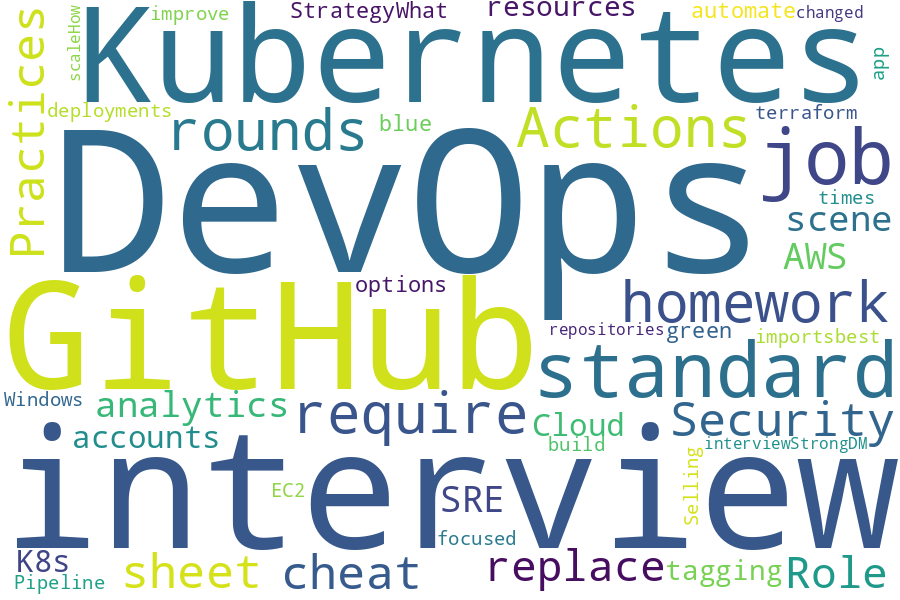 improve StrategyWhat resources automate changed
scaleHow
Practices
Kubernetes
app
deployments
rounds blue Actions terraform
DevOps
job
times
scene
AWS
GitHub
options
homework
repositories green importsbest
standard
Windows analytics require Cloud Security
accounts
build interviewStrongDM
interview
Selling
EC2 SRE
focused
K8s
Pipeline sheet cheat replace tagging Role